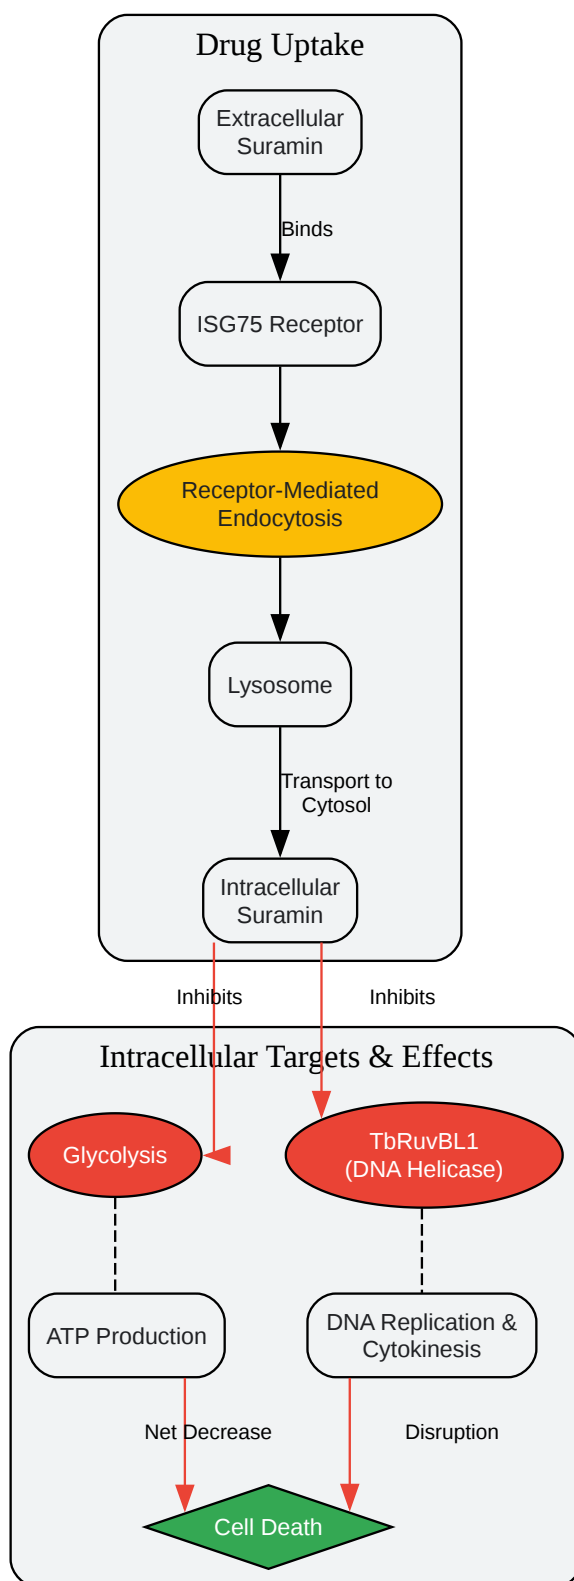 Drug Uptake
Extracellular
Suramin
Binds
ISG75 Receptor
Receptor-Mediated
Endocytosis
Lysosome
Transport to
Cytosol
Intracellular
Suramin
Inhibits
Inhibits
Intracellular Targets & Effects
Glycolysis
TbRuvBL1
(DNA Helicase)
ATP Production
DNA Replication &
Cytokinesis
Net Decrease
Disruption
Cell Death